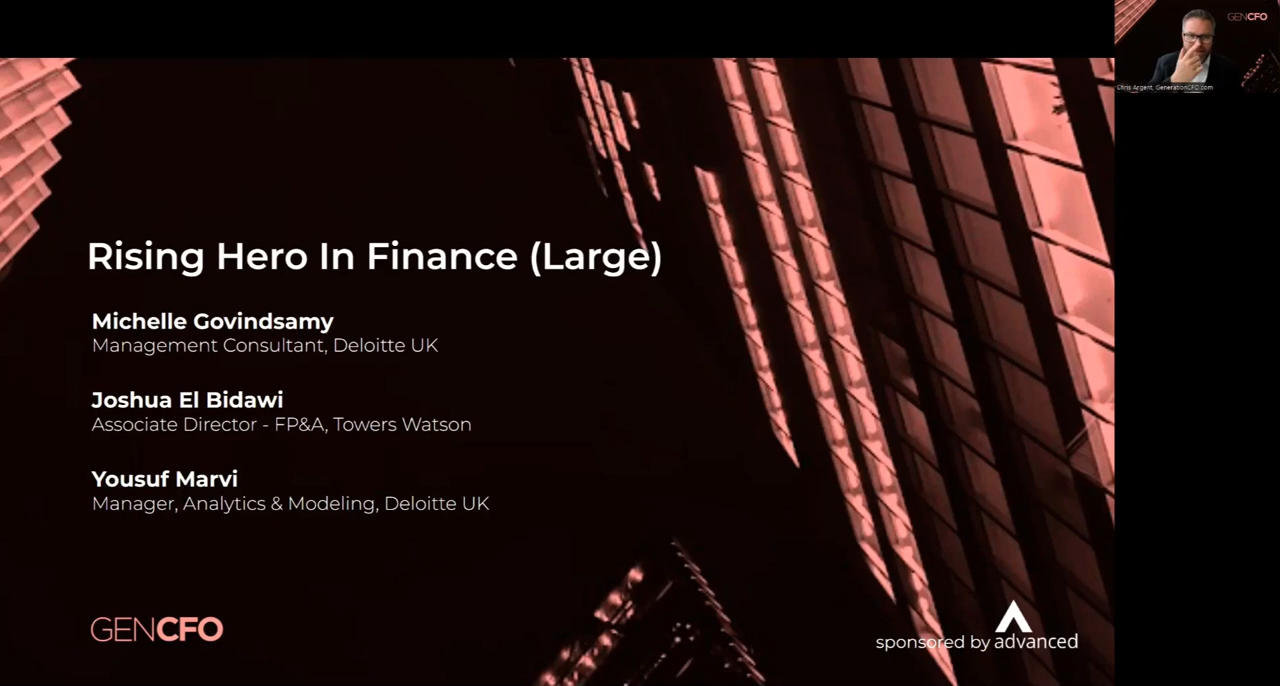 Rising Hero In Finance (Large)
Michelle Govindsamy
Management Consultant, Deloitte UK
Joshua El Bidawi
Associate Director - FP&A, Towers Watson
Yousuf Marvi
Manager, Analytics & Modeling, Deloitte UK
GENCFO
sponsored by advanced
GENCFO
Chris Argent, GenerationCFO.com